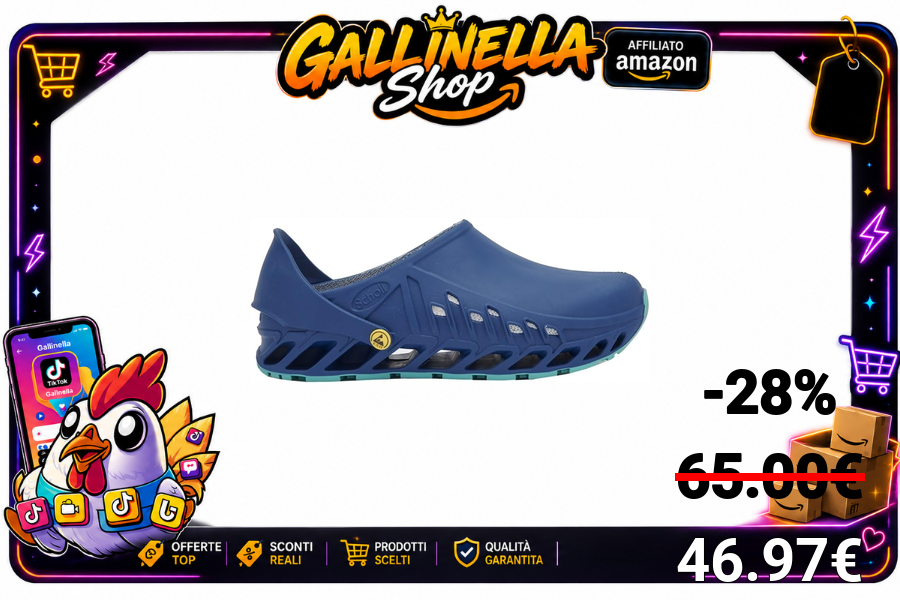 GALLINELLA
Shop
AFFILIATO
amazon
Scholl
Gallinella
TikTok
Gallinella
-28%
65.00€
46.97€
OFFERTE
TOP
SCONTI
REALI
PRODOTTI
SCELTI
QUALITÀ
GARANTITA